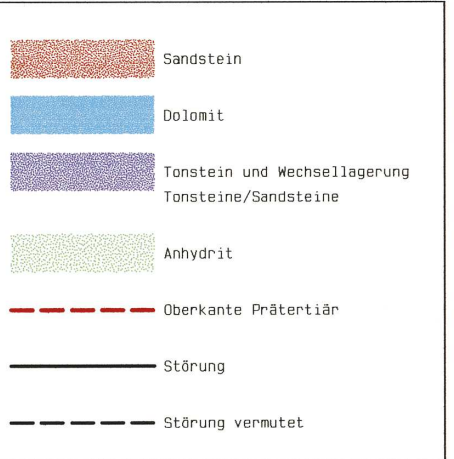 Sandstein
Dolomit
Tonstein und Wechsellagerung
Tonsteine/Sandsteine
Anhydrit
Oberkante Prätertiär
Störung
Störung vermutet